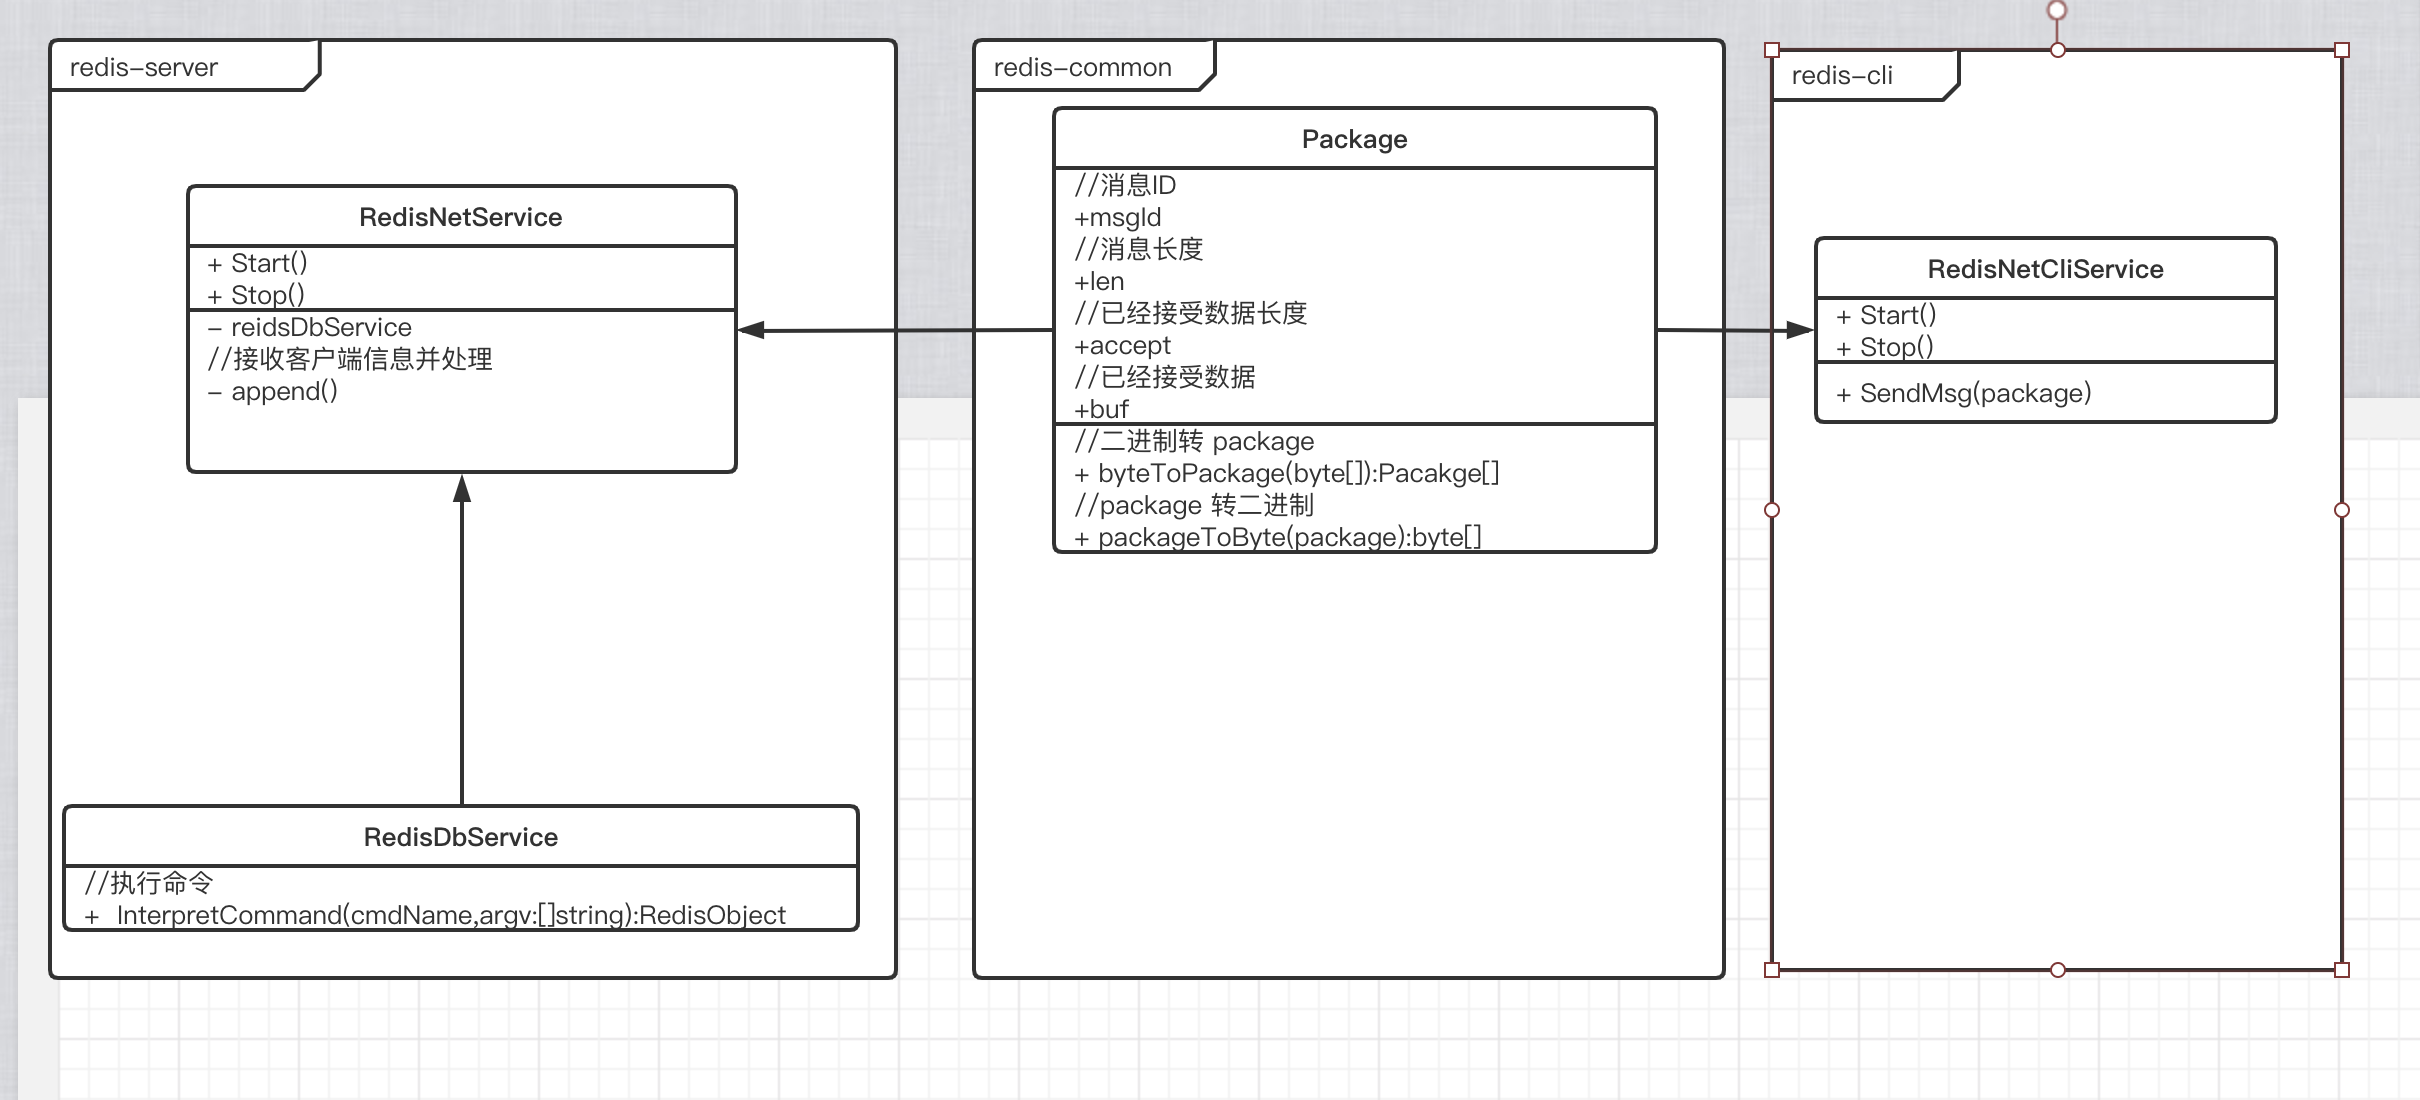 redis-server
RedisNetService
+ Start()
+ Stop()
- reidsDbService
//接收客户端信息并处理
- append()
RedisDbService
//执行命令
+ InterpretCommand(cmdName,argv:[]string):RedisObject
redis-common
Package
//消息ID
+msgId
//消息长度
+len
//已经接受数据长度
+accept
//已经接受数据
+buf
//二进制转 package
+ byteToPackage(byte[]):Pacakge[]
//package 转二进制
+ packageToByte(package):byte[]
redis-cli
RedisNetCliService
+ Start()
+ Stop()
+ SendMsg(package)